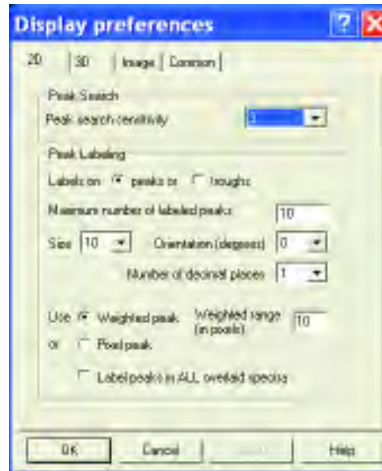 Display preferences
2D 3D Image Common
Peak Search
Peak search sensitivity
Peak Labeling
Labels on peaks or troughs
Maximum number of labeled peaks 10
Size 10 Orientation (degrees) 0
Number of decimal places 1
Use Weighted peak Weighted range 10
(in pixels)
or Pixel peak
Label peaks in ALL overlaid spectra
OK Cancel Help